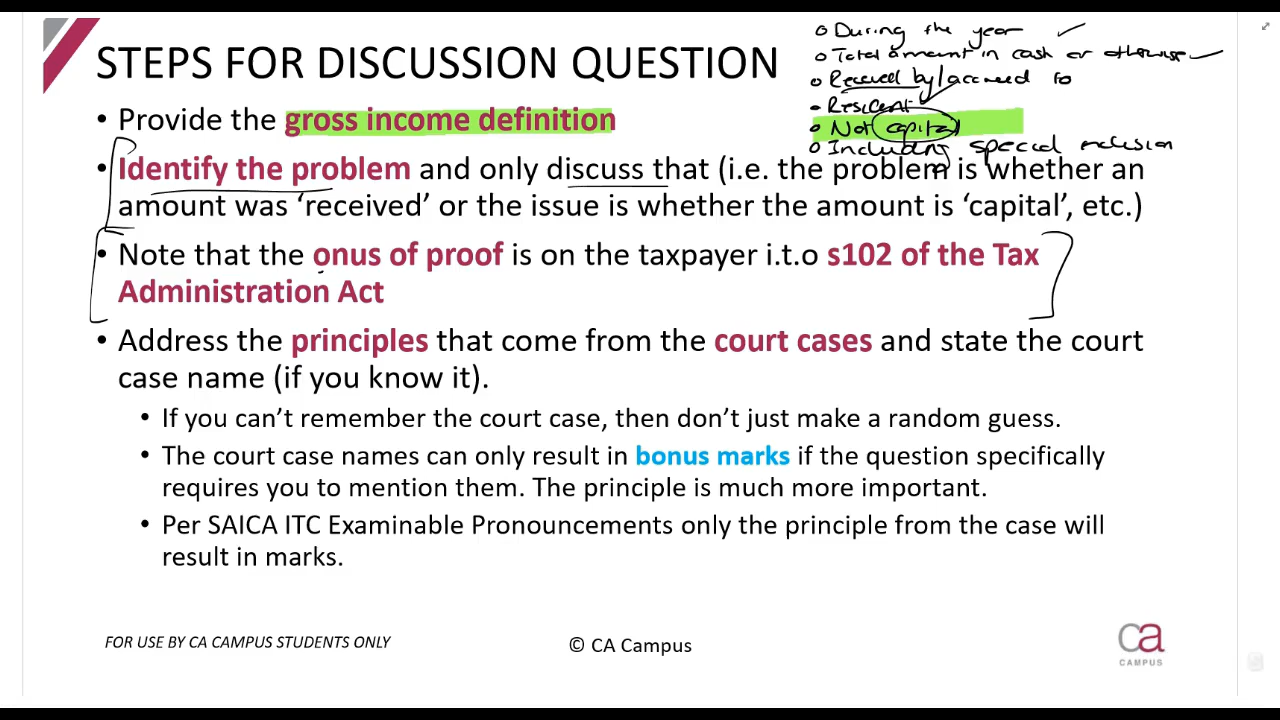 STEPS FOR DISCUSSION QUESTION
o During the year ✓
o Total amount in cash or otherwise ✓
o Received by/accrued to
• Resident
• Not capital
o Including special inclusion
• Provide the gross income definition
• Identify the problem and only discuss that (i.e. the problem is whether an
amount was ‘received’ or the issue is whether the amount is ‘capital’, etc.)
• Note that the onus of proof is on the taxpayer i.t.o s102 of the Tax
Administration Act
• Address the principles that come from the court cases and state the court
case name (if you know it).
• If you can’t remember the court case, then don’t just make a random guess.
• The court case names can only result in bonus marks if the question specifically
requires you to mention them. The principle is much more important.
• Per SAICA ITC Examinable Pronouncements only the principle from the case will
result in marks.
FOR USE BY CA CAMPUS STUDENTS ONLY
© CA Campus
ca
CAMPUS